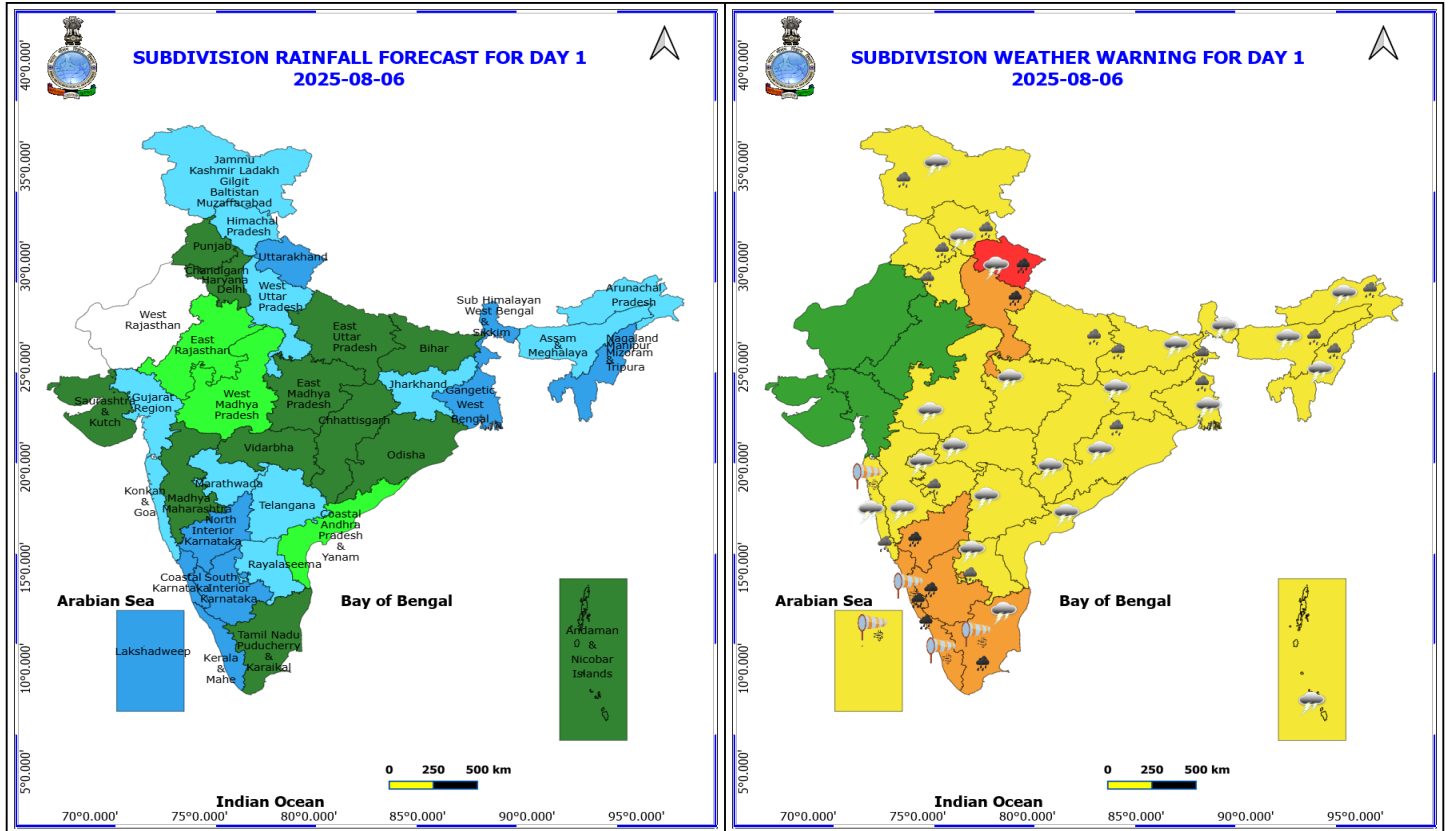 SUBDIVISION RAINFALL FORECAST FOR DAY 1
2025-08-06
Jammu
Kashmir Ladakh
Gilgit
Baltistan
Muzaffarabad
Himachal
Pradesh
Punjab
Uttarakhand
Chandigarh
Haryana
Delhi
West
Uttar
Pradesh
West
Rajasthan
East
Rajasthan
East
Uttar
Pradesh
Bihar
Sub Himalayan
West Bengal
&
Sikkim
Arunachal
Pradesh
Assam
&
Meghalaya
Nagaland
Manipur
Mizoram
&
Tripura
Saurashtra
&
Kutch
Gujarat
Region
West
Madhya
Pradesh
East
Madhya
Pradesh
Jharkhand
Gangetic
West
Bengal
Chhattisgarh
Vidarbha
Odisha
Konkan
&
Goa
Madhya
Maharashtra
Marathwada
Telangana
North
Interior
Karnataka
Coastal
Andhra
Pradesh
&
Yanam
Rayalaseema
Coastal
Karnataka
South
Interior
Karnataka
Tamil Nadu
Puducherry
&
Karaikal
Kerala
&
Mahe
Lakshadweep
Andaman
&
Nicobar
Islands
Arabian Sea
Bay of Bengal
Indian Ocean
0 250 500 km
40°0.000'
35°0.000'
30°0.000'
25°0.000'
20°0.000'
15°0.000'
10°0.000'
5°0.000'
70°0.000' 75°0.000' 80°0.000' 85°0.000' 90°0.000' 95°0.000'
SUBDIVISION WEATHER WARNING FOR DAY 1
2025-08-06
Arabian Sea
Bay of Bengal
Indian Ocean
0 250 500 km
40°0.000'
35°0.000'
30°0.000'
25°0.000'
20°0.000'
15°0.000'
10°0.000'
5°0.000'
70°0.000' 75°0.000' 80°0.000' 85°0.000' 90°0.000' 95°0.000'